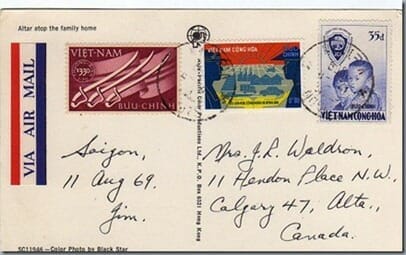 Altar atop the family home
VIA AIR MAIL
VIỆT-NAM
BƯU-CHÍNH
VIỆT NAM CỘNG HÒA
35đ
VIỆT-NAM CỘNG-HÒA
Saigon,
11 Aug 69.
Jim.
Mrs. J.R. Waldron,
11 Hendon Place N.W.,
Calgary 47, Alta.,
Canada.
SC11946 – Color Photo by Black Star